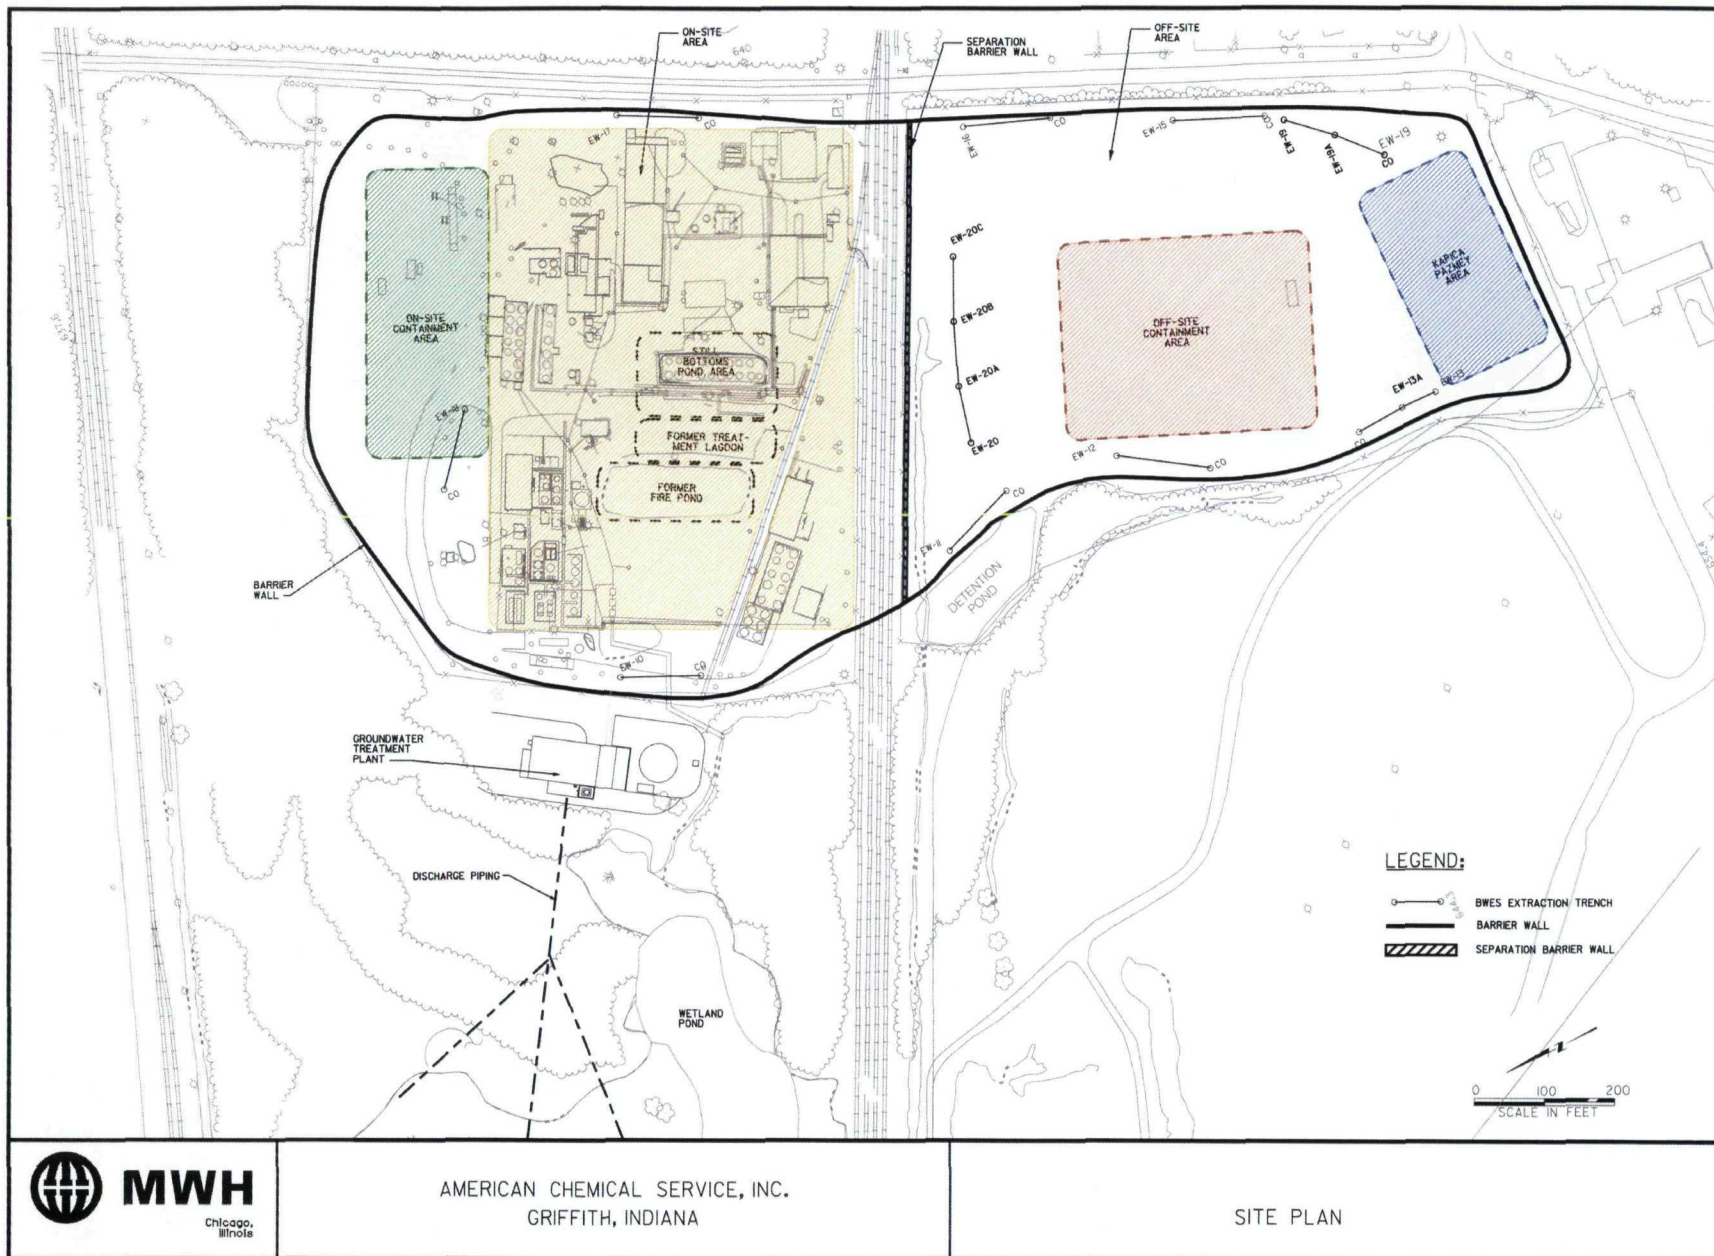 ON-SITE
AREA
640
SEPARATION
BARRIER WALL
OFF-SITE
AREA
EW-17
CO
EW-16
CO
EW-15
CO
EW-19
EW-19A
CO
EW-19
EW-20C
EW-20B
EW-20A
EW-20
KAPICA
PAZMEY
AREA
ON-SITE
CONTAINMENT
AREA
OFF-SITE
CONTAINMENT
AREA
STILL
BOTTOMS
POND AREA
FORMER TREAT-
MENT LAGOON
FORMER
FIRE POND
EW-18
CO
EW-13A
EW-13
CO
EW-12
CO
CO
EW-11
DETENTION
POND
BARRIER
WALL
EW-10
CO
GROUNDWATER
TREATMENT
PLANT
DISCHARGE PIPING
WETLAND
POND
LEGEND:
BWES EXTRACTION TRENCH
BARRIER WALL
SEPARATION BARRIER WALL
0 100 200
SCALE IN FEET
MWH
Chicago,
Illinois
AMERICAN CHEMICAL SERVICE, INC.
GRIFFITH, INDIANA
SITE PLAN